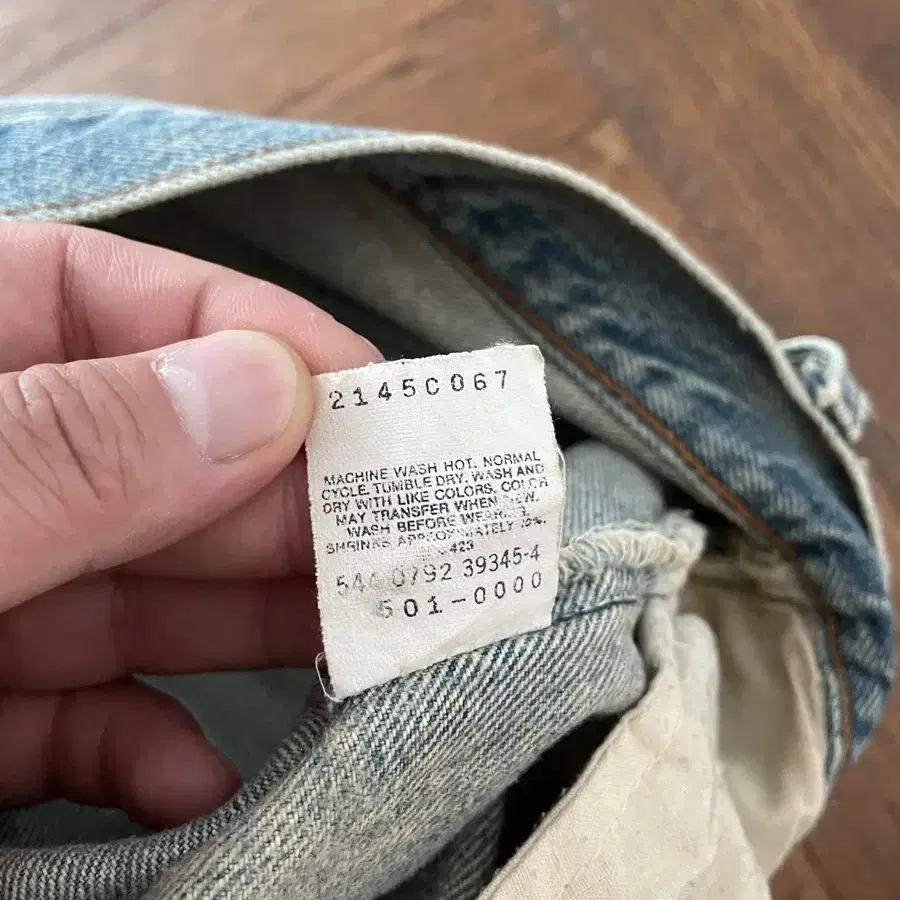 2145C067
MACHINE WASH HOT. NORMAL
CYCLE. TUMBLE DRY. WASH AND
DRY WITH LIKE COLORS. COLOR
MAY TRANSFER WHEN NEW.
WASH BEFORE WEARING.
SHRINKS APPROXIMATELY 10%.
423
544 0792 39345-4
501-0000